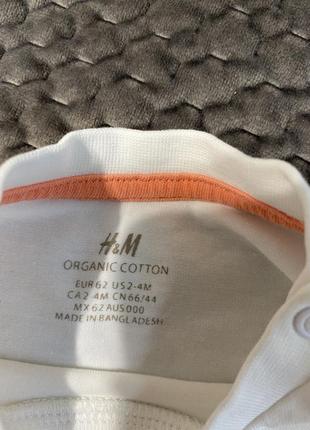 H&M
ORGANIC COTTON
EUR 62 US 2-4M
CA 2-4M CN 66/44
MX 62 AUS 000
MADE IN BANGLADESH